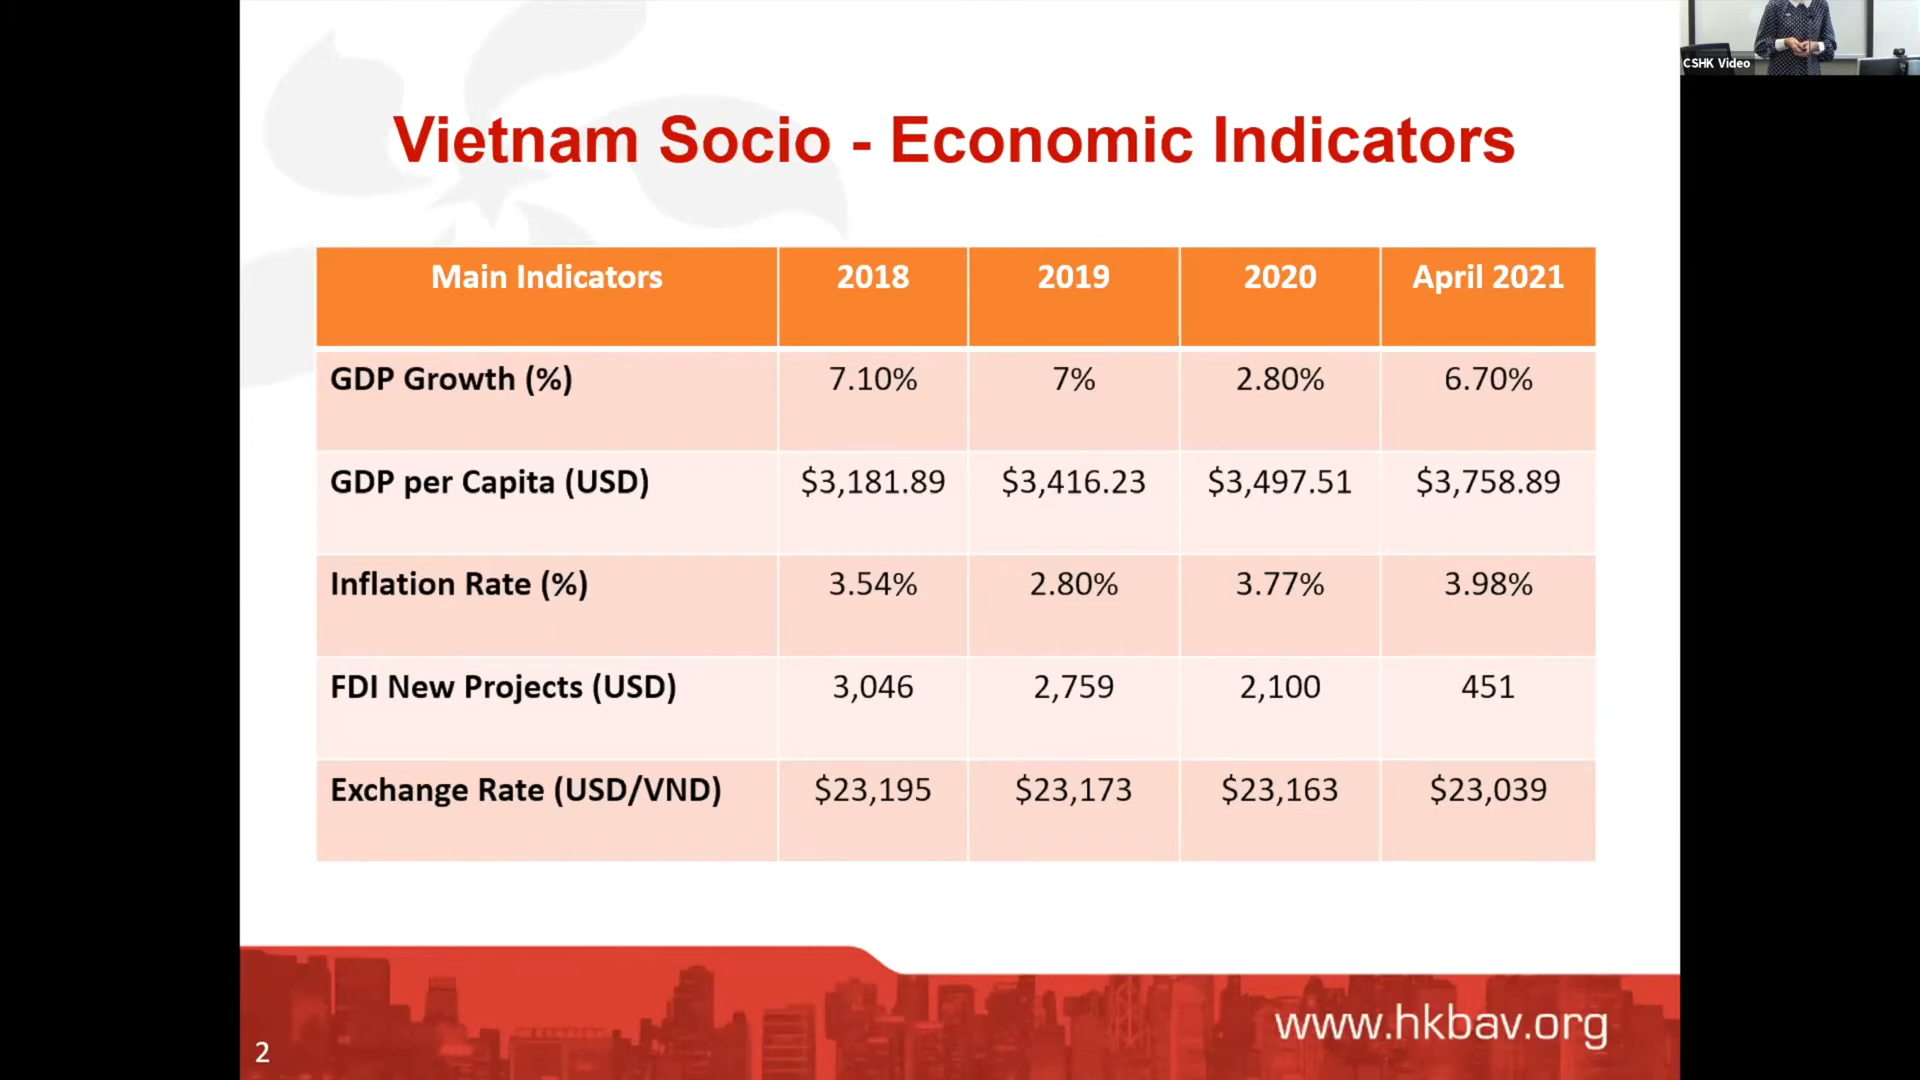 CSHK Video
Vietnam Socio - Economic Indicators
Main Indicators 2018 2019 2020 April 2021
GDP Growth (%) 7.10% 7% 2.80% 6.70%
GDP per Capita (USD) $3,181.89 $3,416.23 $3,497.51 $3,758.89
Inflation Rate (%) 3.54% 2.80% 3.77% 3.98%
FDI New Projects (USD) 3,046 2,759 2,100 451
Exchange Rate (USD/VND) $23,195 $23,173 $23,163 $23,039
www.hkbav.org
2